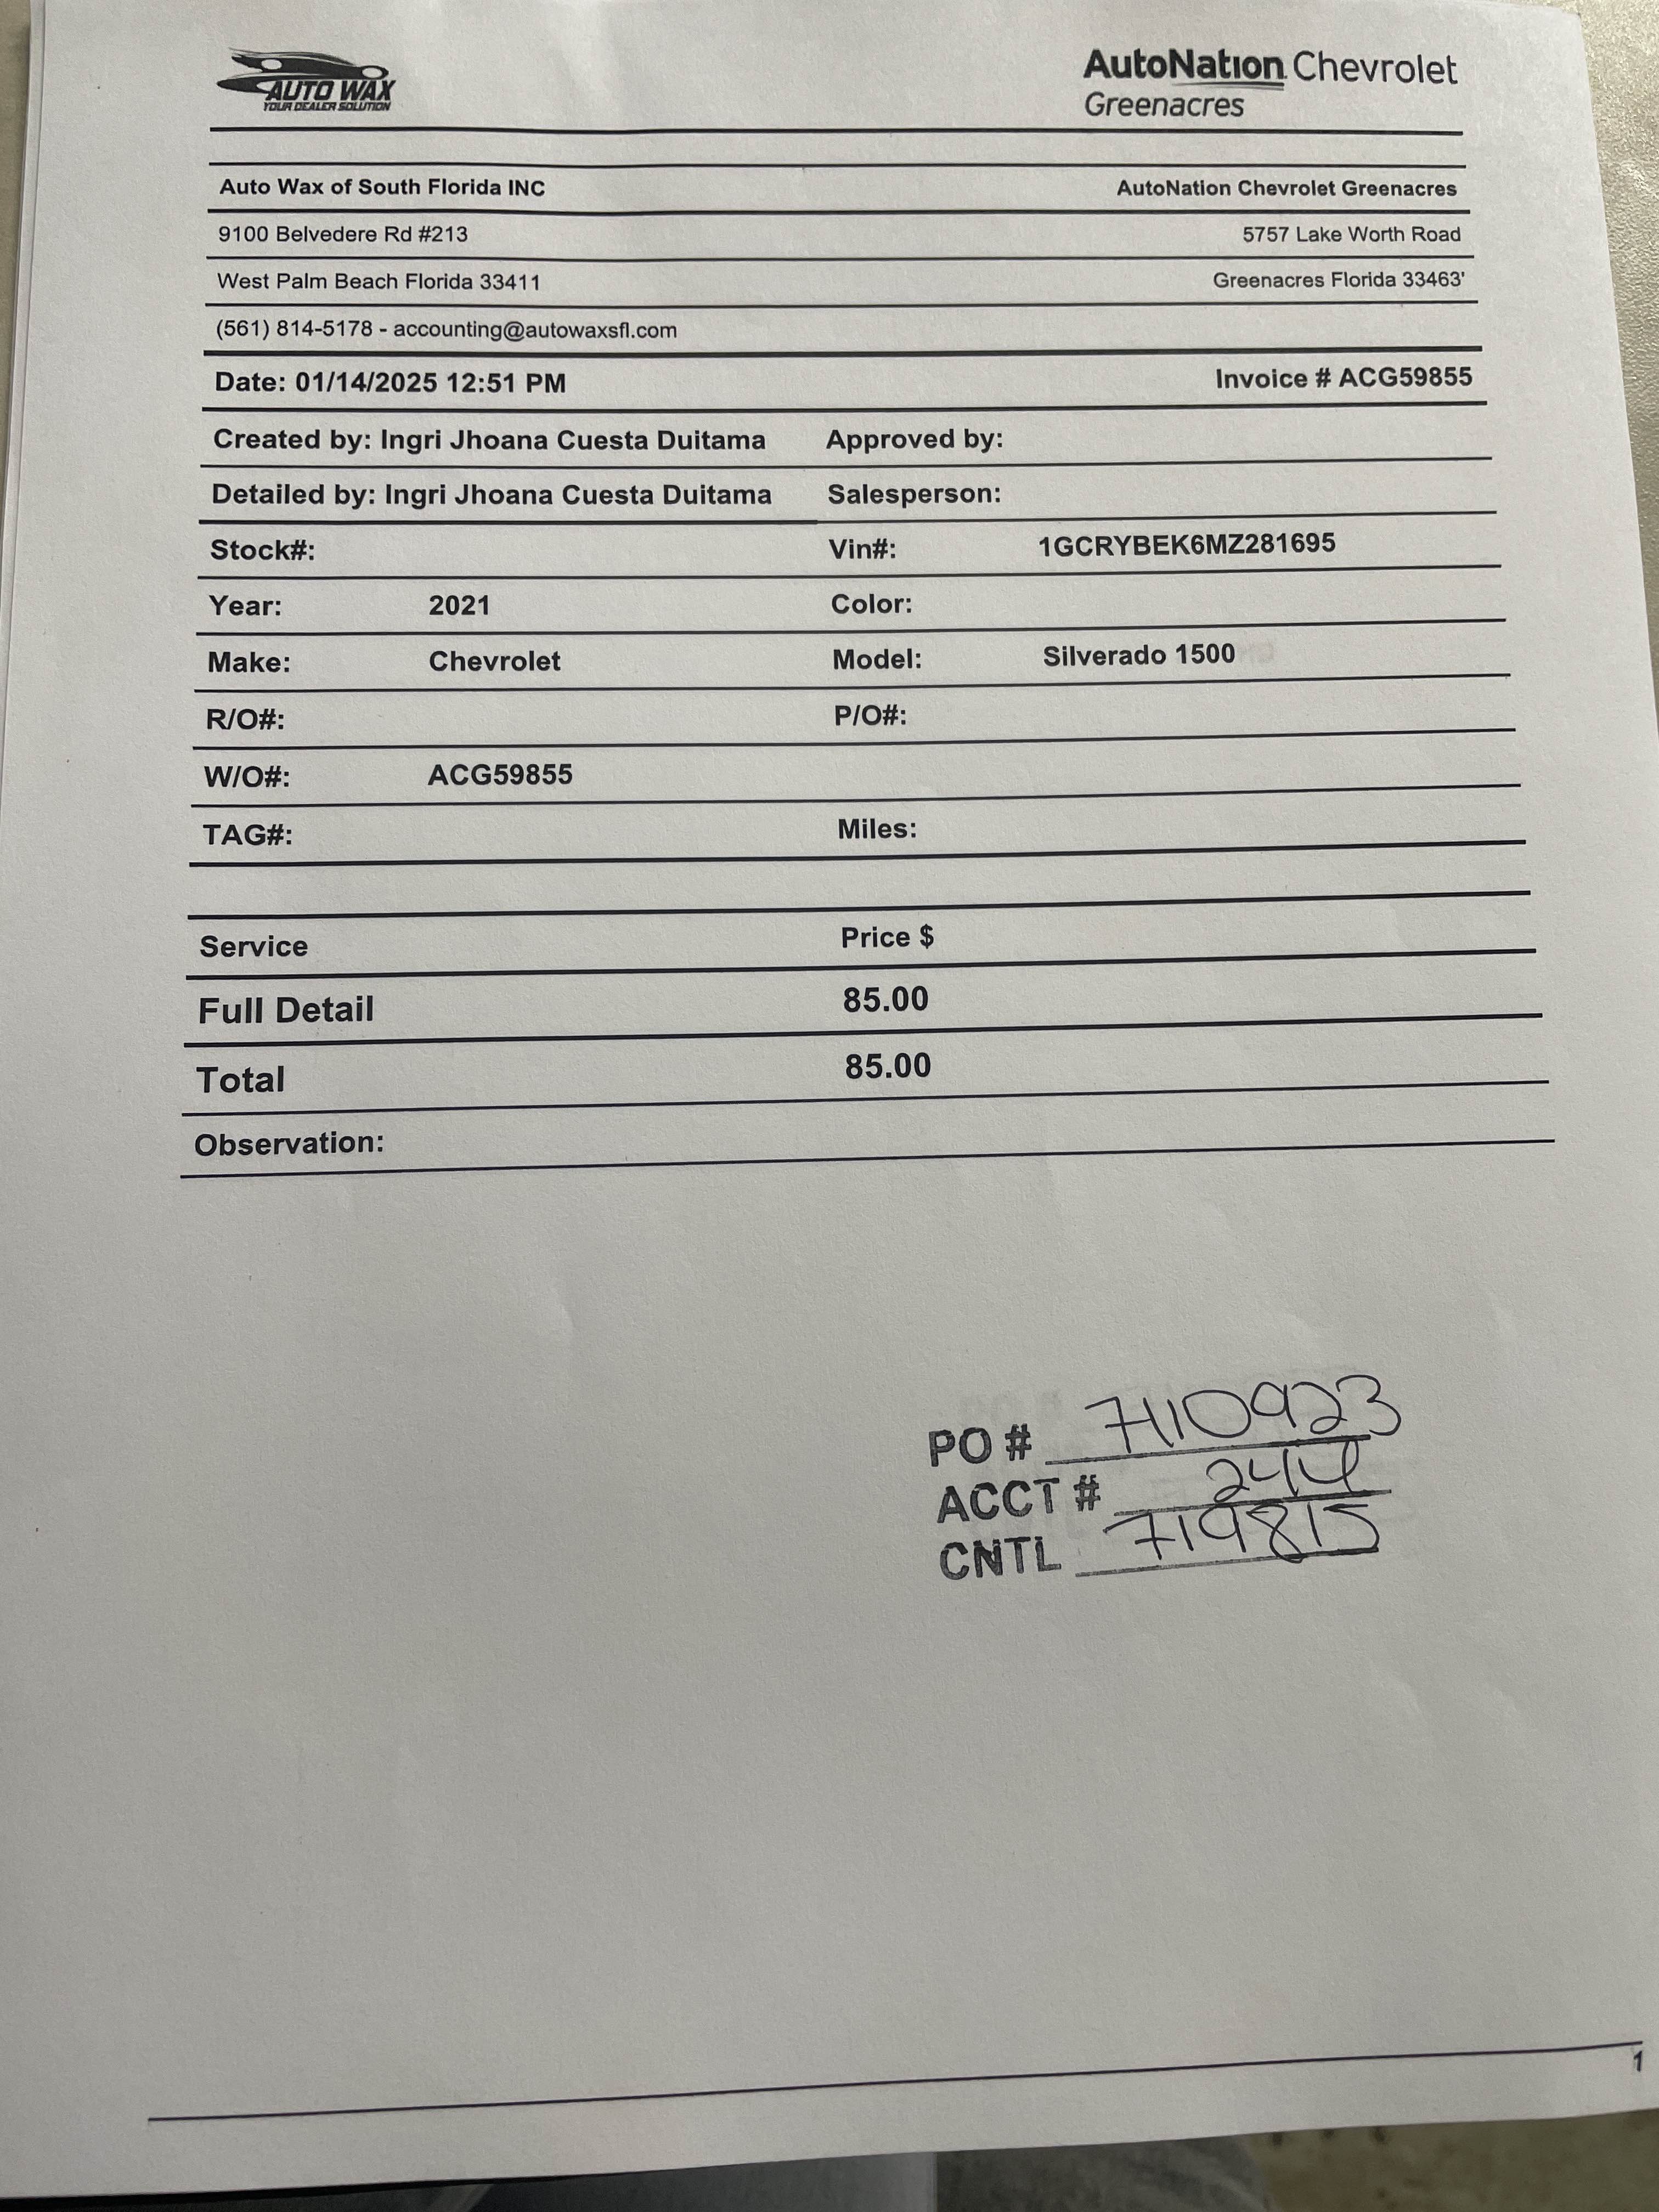 AUTO WAX
YOUR DEALER SOLUTION
AutoNation Chevrolet
Greenacres
Auto Wax of South Florida INC AutoNation Chevrolet Greenacres
9100 Belvedere Rd #213 5757 Lake Worth Road
West Palm Beach Florida 33411 Greenacres Florida 33463'
(561) 814-5178 - accounting@autowaxsfl.com
Date: 01/14/2025 12:51 PM Invoice # ACG59855
Created by: Ingri Jhoana Cuesta Duitama Approved by:
Detailed by: Ingri Jhoana Cuesta Duitama Salesperson:
Stock#: Vin#: 1GCRYBEK6MZ281695
Year: 2021 Color:
Make: Chevrolet Model: Silverado 1500
R/O#: P/O#:
W/O#: ACG59855
TAG#: Miles:
Service Price $
Full Detail 85.00
Total 85.00
Observation:
PO # 7110923
ACCT # 244
CNTL 719815
1